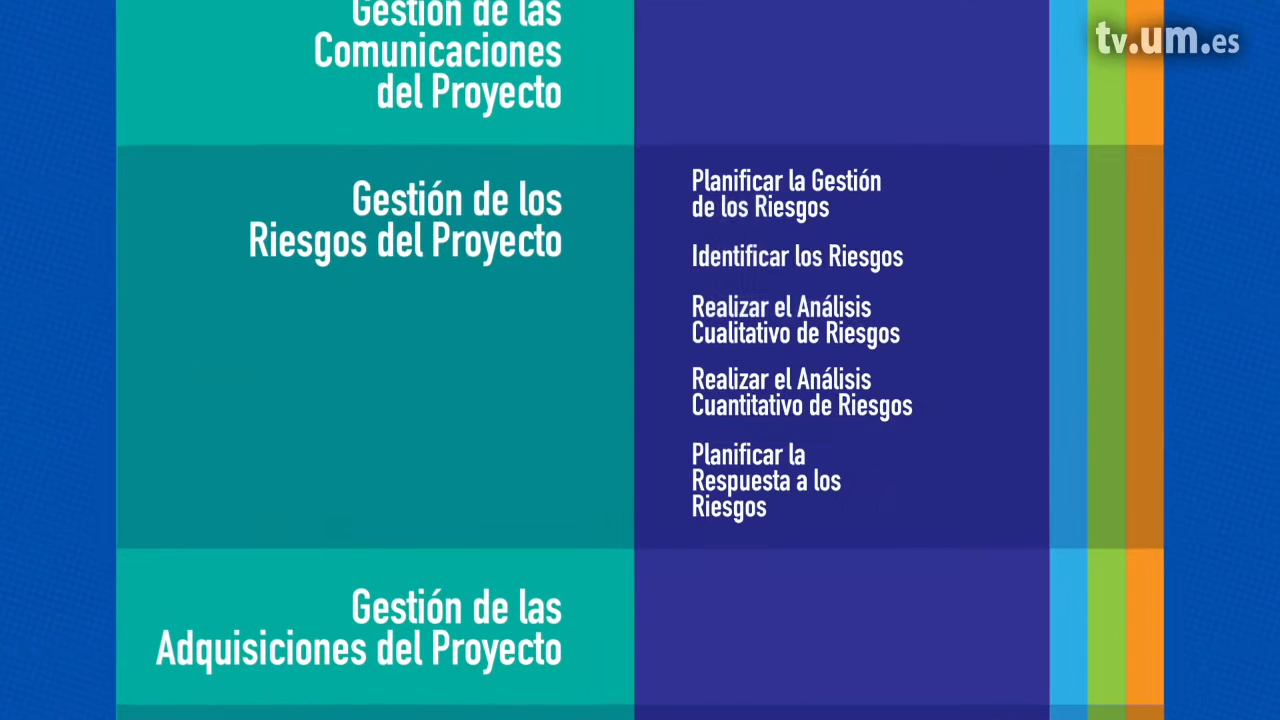 Gestión de las
Comunicaciones
del Proyecto
tv.um.es
Gestión de los
Riesgos del Proyecto
Planificar la Gestión
de los Riesgos
Identificar los Riesgos
Realizar el Análisis
Cualitativo de Riesgos
Realizar el Análisis
Cuantitativo de Riesgos
Planificar la
Respuesta a los
Riesgos
Gestión de las
Adquisiciones del Proyecto